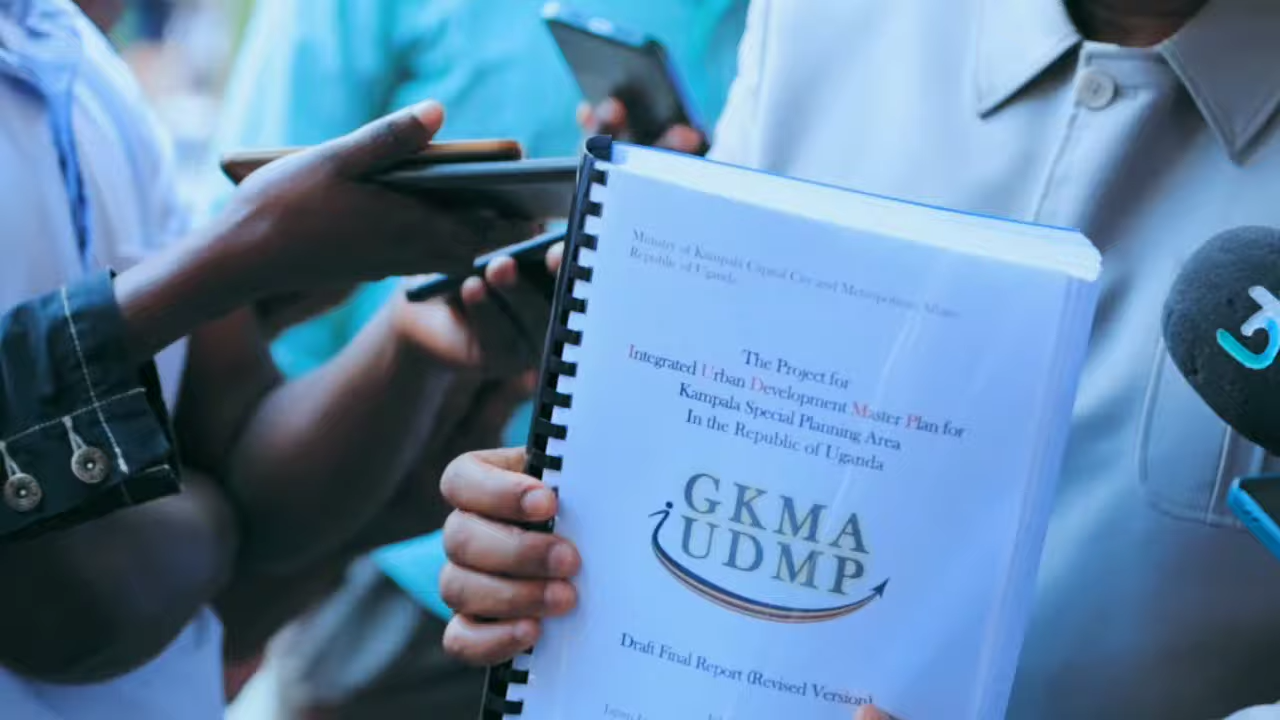 Ministry of Kampala Capital City and Metropolitan Affairs
Republic of Uganda
The Project for
Integrated Urban Development Master Plan for
Kampala Special Planning Area
In the Republic of Uganda
GKMA
iUDMP
Draft Final Report (Revised Version)